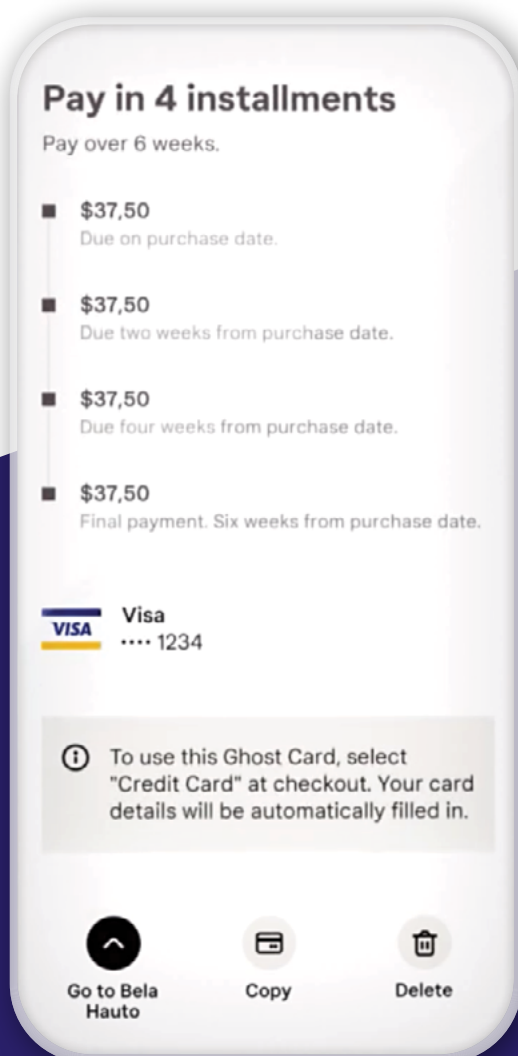 Pay in 4 installments
Pay over 6 weeks.
$37,50
Due on purchase date.
$37,50
Due two weeks from purchase date.
$37,50
Due four weeks from purchase date.
$37,50
Final payment. Six weeks from purchase date.
VISA
Visa
•••• 1234
To use this Ghost Card, select
"Credit Card" at checkout. Your card
details will be automatically filled in.
Go to Bela
Hauto
Copy
Delete